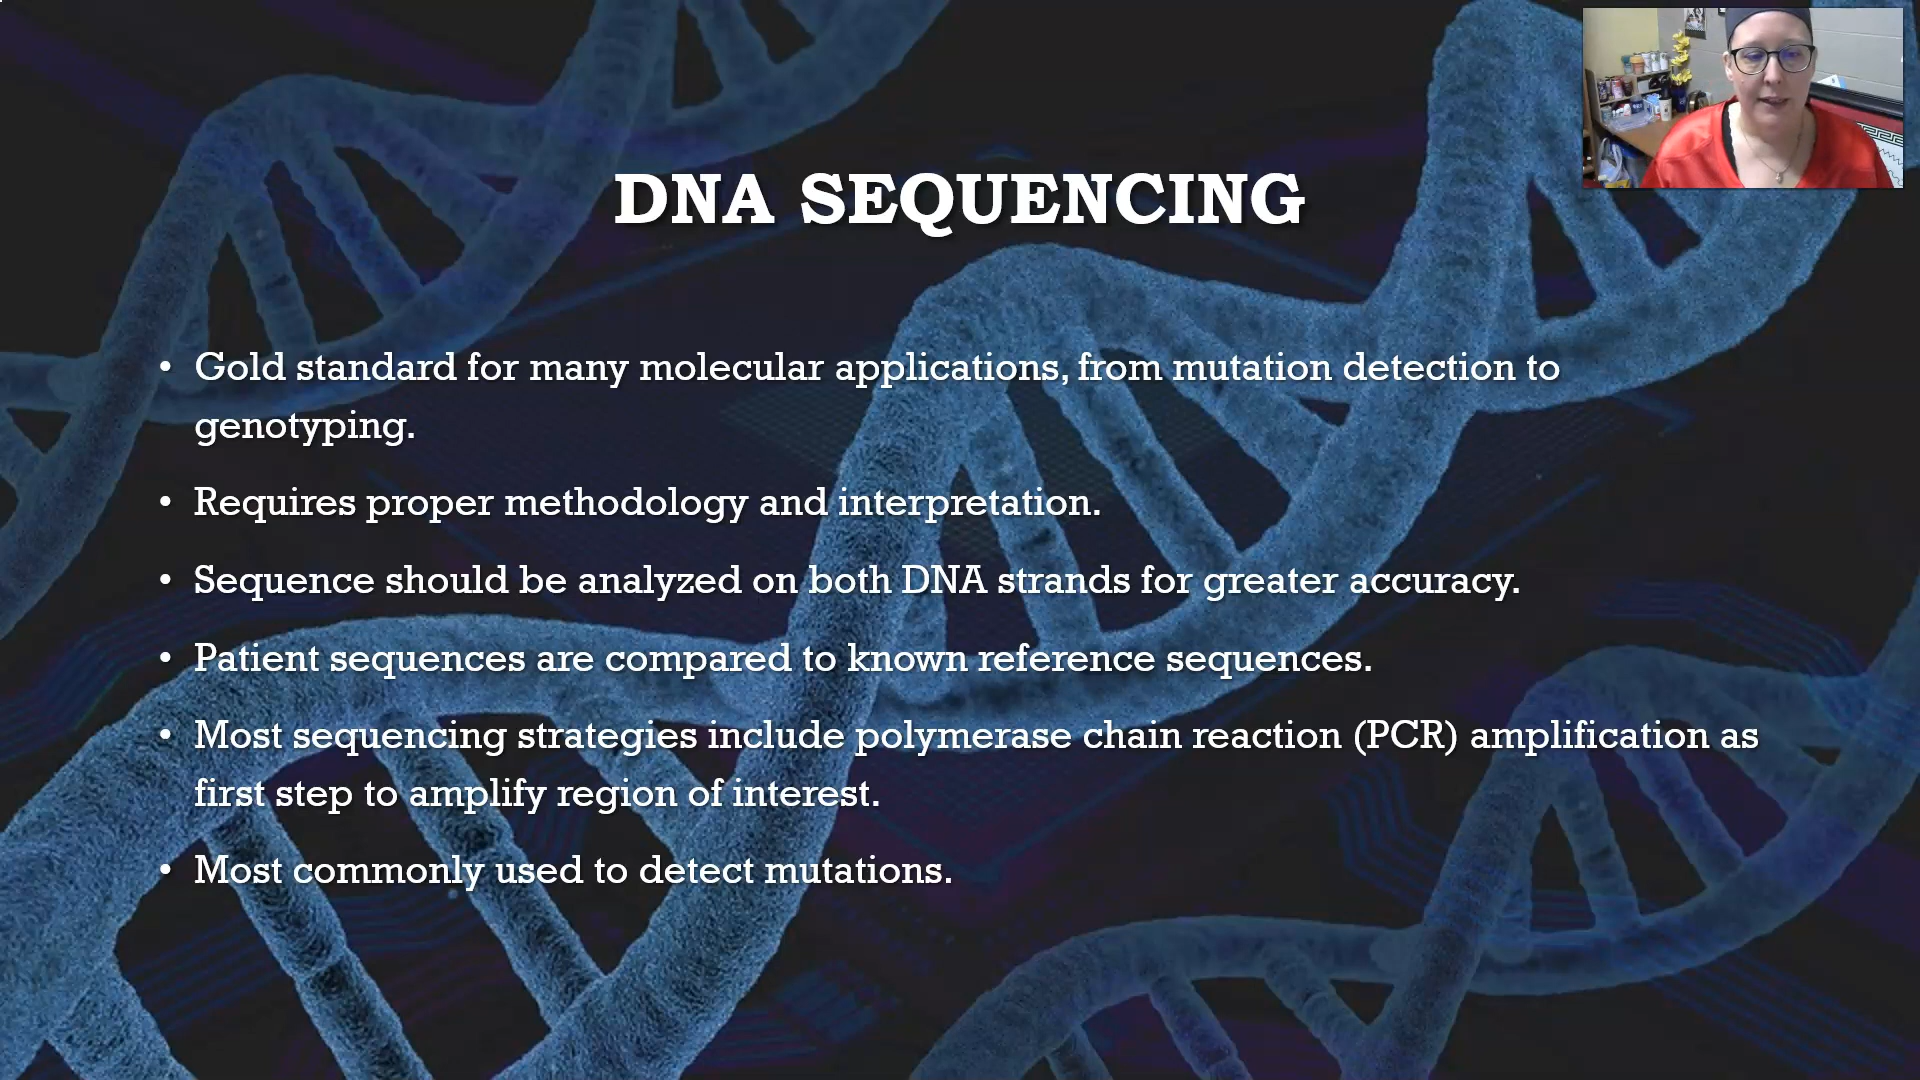 DNA SEQUENCING
• Gold standard for many molecular applications, from mutation detection to
genotyping.
• Requires proper methodology and interpretation.
• Sequence should be analyzed on both DNA strands for greater accuracy.
• Patient sequences are compared to known reference sequences.
• Most sequencing strategies include polymerase chain reaction (PCR) amplification as
first step to amplify region of interest.
• Most commonly used to detect mutations.